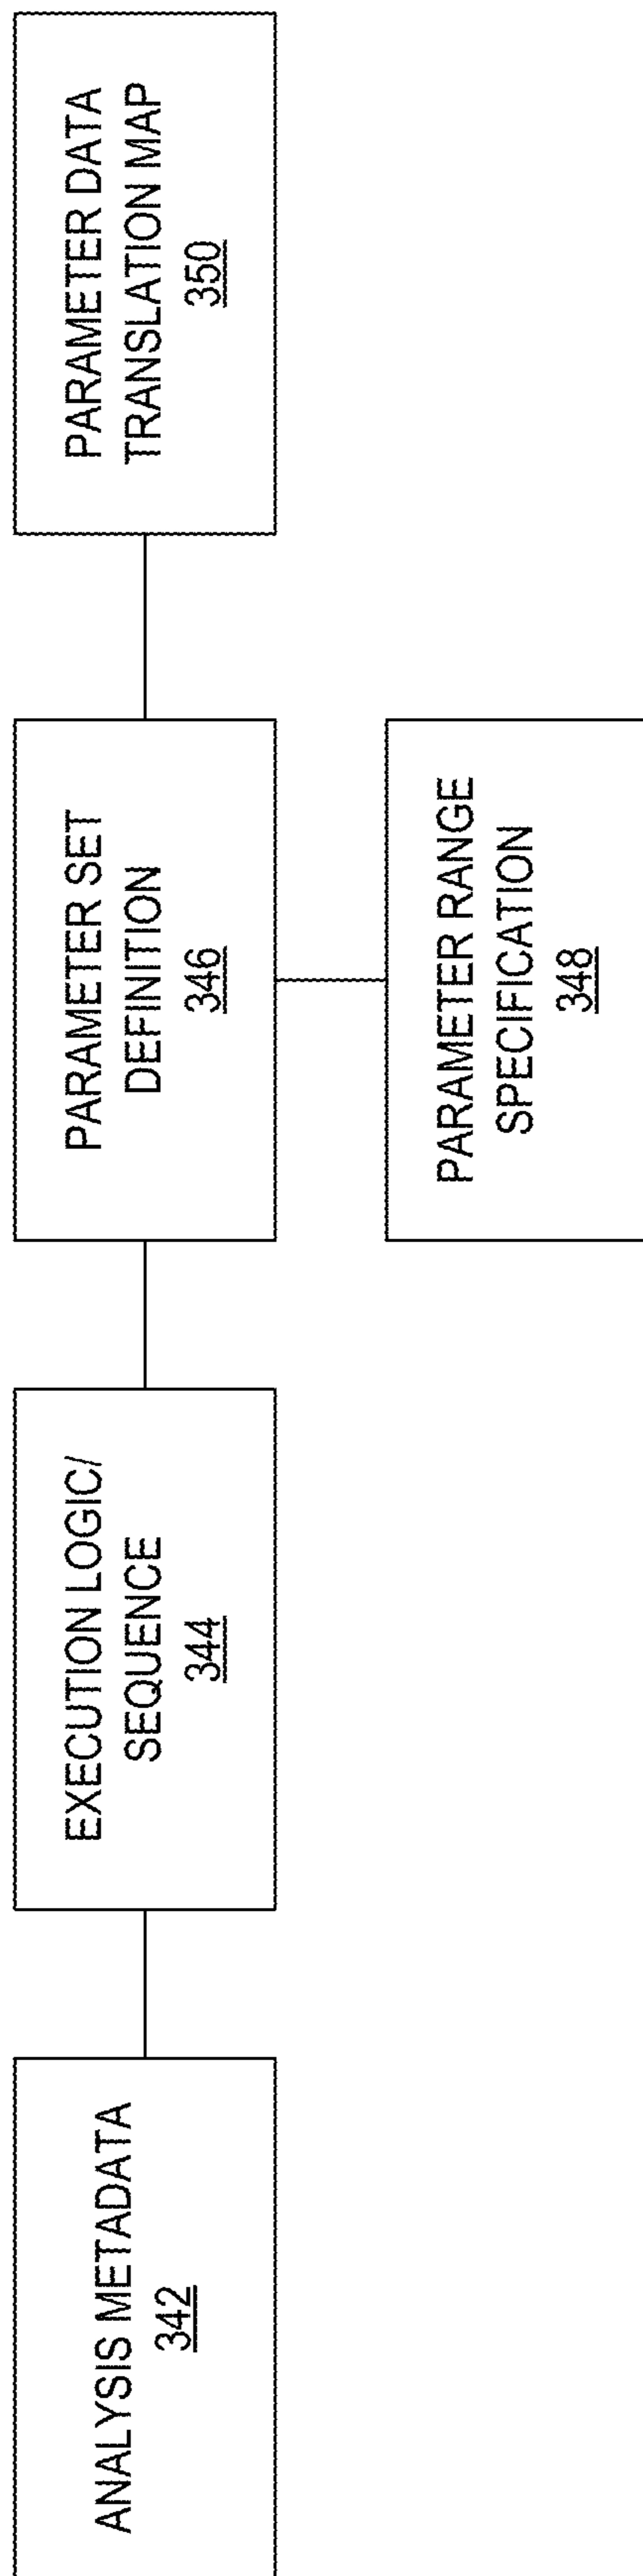 ANALYSIS METADATA
342
EXECUTION LOGIC/
SEQUENCE
344
PARAMETER SET
DEFINITION
346
PARAMETER DATA
TRANSLATION MAP
350
PARAMETER RANGE
SPECIFICATION
348